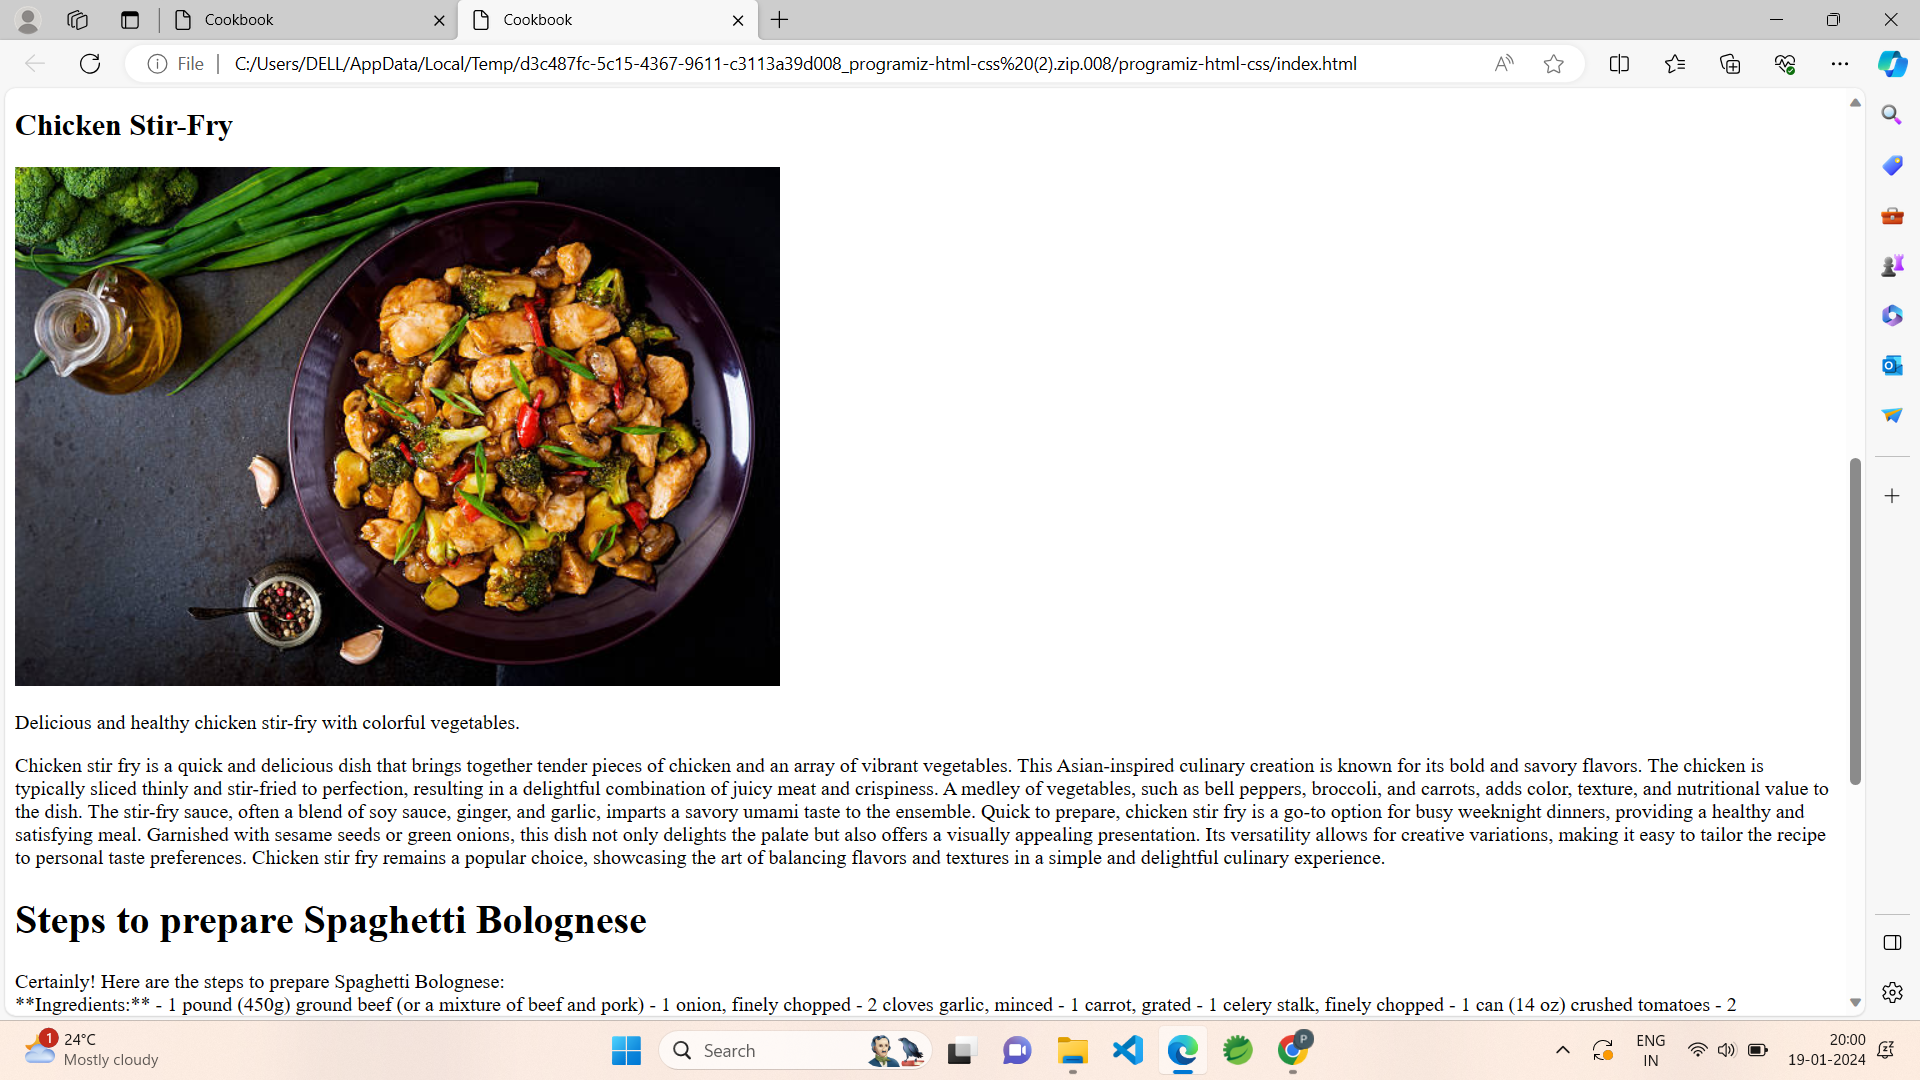 Cookbook
Cookbook
File
C:/Users/DELL/AppData/Local/Temp/d3c487fc-5c15-4367-9611-c3113a39d008_programiz-html-css%20(2).zip.008/programiz-html-css/index.html
Chicken Stir-Fry
Delicious and healthy chicken stir-fry with colorful vegetables.
Chicken stir fry is a quick and delicious dish that brings together tender pieces of chicken and an array of vibrant vegetables. This Asian-inspired culinary creation is known for its bold and savory flavors. The chicken is
typically sliced thinly and stir-fried to perfection, resulting in a delightful combination of juicy meat and crispiness. A medley of vegetables, such as bell peppers, broccoli, and carrots, adds color, texture, and nutritional value to
the dish. The stir-fry sauce, often a blend of soy sauce, ginger, and garlic, imparts a savory umami taste to the ensemble. Quick to prepare, chicken stir fry is a go-to option for busy weeknight dinners, providing a healthy and
satisfying meal. Garnished with sesame seeds or green onions, this dish not only delights the palate but also offers a visually appealing presentation. Its versatility allows for creative variations, making it easy to tailor the recipe
to personal taste preferences. Chicken stir fry remains a popular choice, showcasing the art of balancing flavors and textures in a simple and delightful culinary experience.
Steps to prepare Spaghetti Bolognese
Certainly! Here are the steps to prepare Spaghetti Bolognese:
**Ingredients:** - 1 pound (450g) ground beef (or a mixture of beef and pork) - 1 onion, finely chopped - 2 cloves garlic, minced - 1 carrot, grated - 1 celery stalk, finely chopped - 1 can (14 oz) crushed tomatoes - 2
1
24°C
Mostly cloudy
Search
P
ENG
IN
20:00
19-01-2024